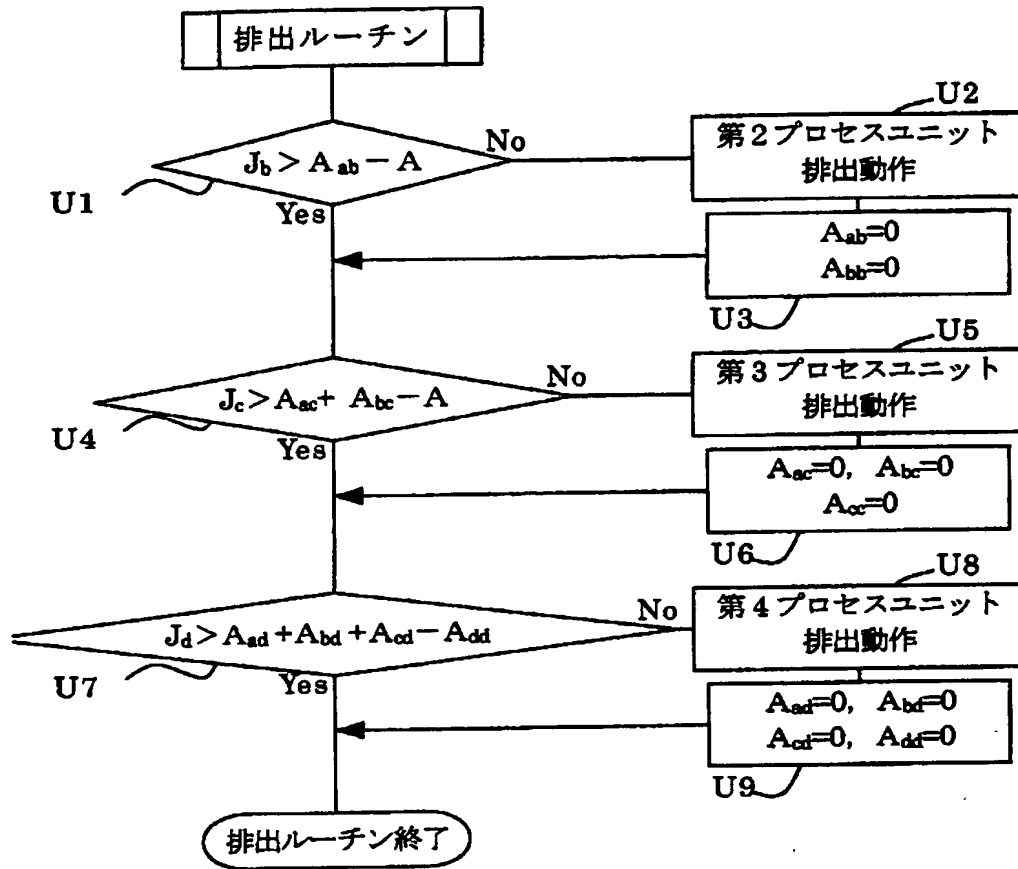 排出ルーチン
U2
No
第2プロセスユニット
排出動作
J_b > A_ab − A
U1
Yes
A_ab=0
A_bb=0
U3
U5
No
第3プロセスユニット
排出動作
J_c > A_ac + A_bc − A
U4
Yes
A_ac=0, A_bc=0
A_cc=0
U6
U8
No
第4プロセスユニット
排出動作
J_d > A_ad + A_bd + A_cd − A_dd
U7
Yes
A_ad=0, A_bd=0
A_cd=0, A_dd=0
U9
排出ルーチン終了